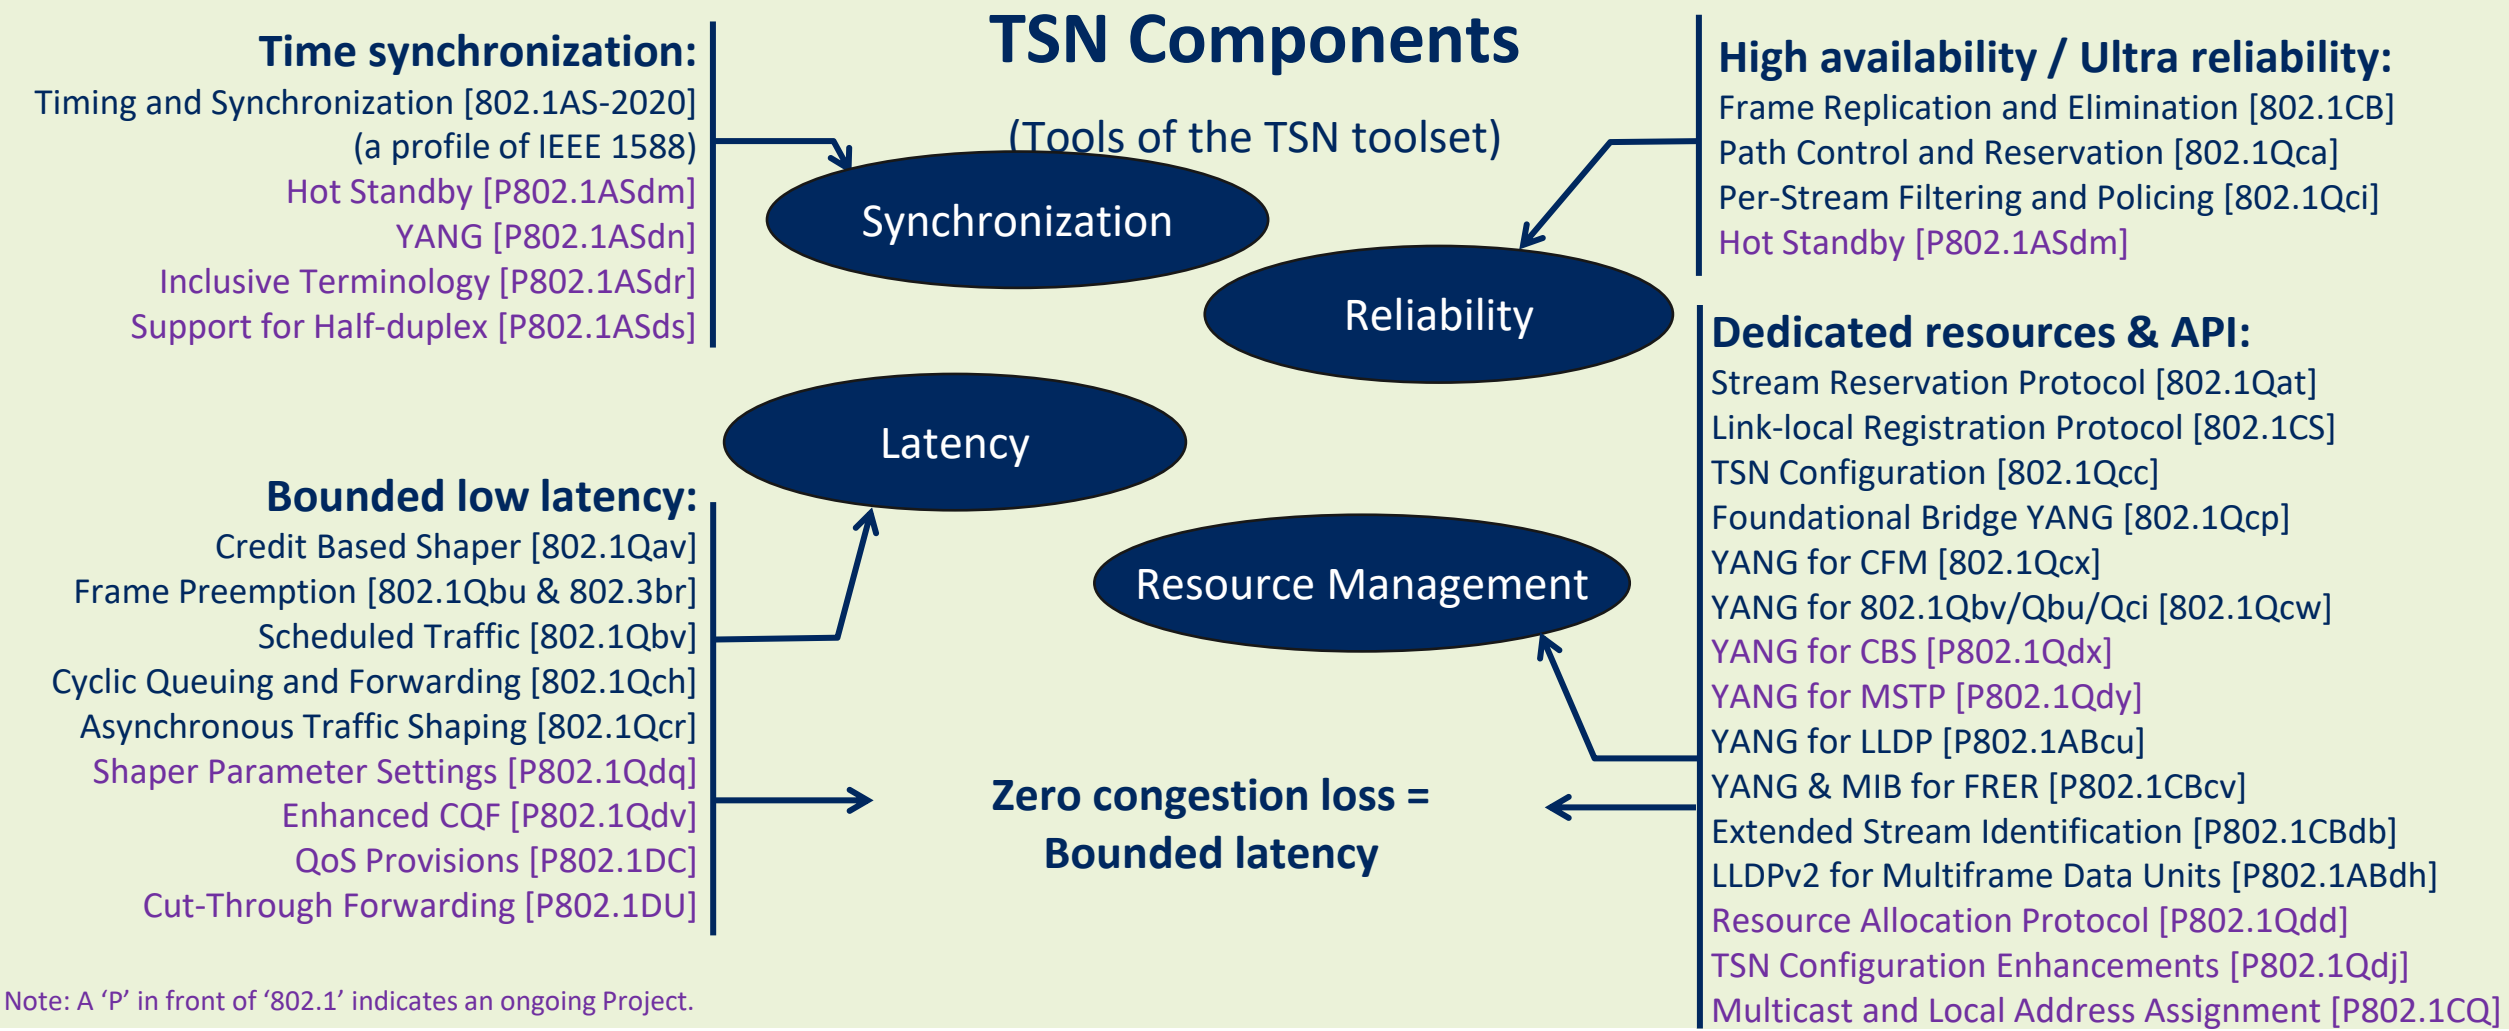 TSN Components
(Tools of the TSN toolset)
Time synchronization:
Timing and Synchronization [802.1AS-2020]
(a profile of IEEE 1588)
Hot Standby [P802.1ASdm]
YANG [P802.1ASdn]
Inclusive Terminology [P802.1ASdr]
Support for Half-duplex [P802.1ASds]
High availability / Ultra reliability:
Frame Replication and Elimination [802.1CB]
Path Control and Reservation [802.1Qca]
Per-Stream Filtering and Policing [802.1Qci]
Hot Standby [P802.1ASdm]
Synchronization
Reliability
Latency
Resource Management
Bounded low latency:
Credit Based Shaper [802.1Qav]
Frame Preemption [802.1Qbu & 802.3br]
Scheduled Traffic [802.1Qbv]
Cyclic Queuing and Forwarding [802.1Qch]
Asynchronous Traffic Shaping [802.1Qcr]
Shaper Parameter Settings [P802.1Qdq]
Enhanced CQF [P802.1Qdv]
QoS Provisions [P802.1DC]
Cut-Through Forwarding [P802.1DU]
Zero congestion loss =
Bounded latency
Dedicated resources & API:
Stream Reservation Protocol [802.1Qat]
Link-local Registration Protocol [802.1CS]
TSN Configuration [802.1Qcc]
Foundational Bridge YANG [802.1Qcp]
YANG for CFM [802.1Qcx]
YANG for 802.1Qbv/Qbu/Qci [802.1Qcw]
YANG for CBS [P802.1Qdx]
YANG for MSTP [P802.1Qdy]
YANG for LLDP [P802.1ABcu]
YANG & MIB for FRER [P802.1CBcv]
Extended Stream Identification [P802.1CBdb]
LLDPv2 for Multiframe Data Units [P802.1ABdh]
Resource Allocation Protocol [P802.1Qdd]
TSN Configuration Enhancements [P802.1Qdj]
Multicast and Local Address Assignment [P802.1CQ]
Note: A ‘P’ in front of ‘802.1’ indicates an ongoing Project.